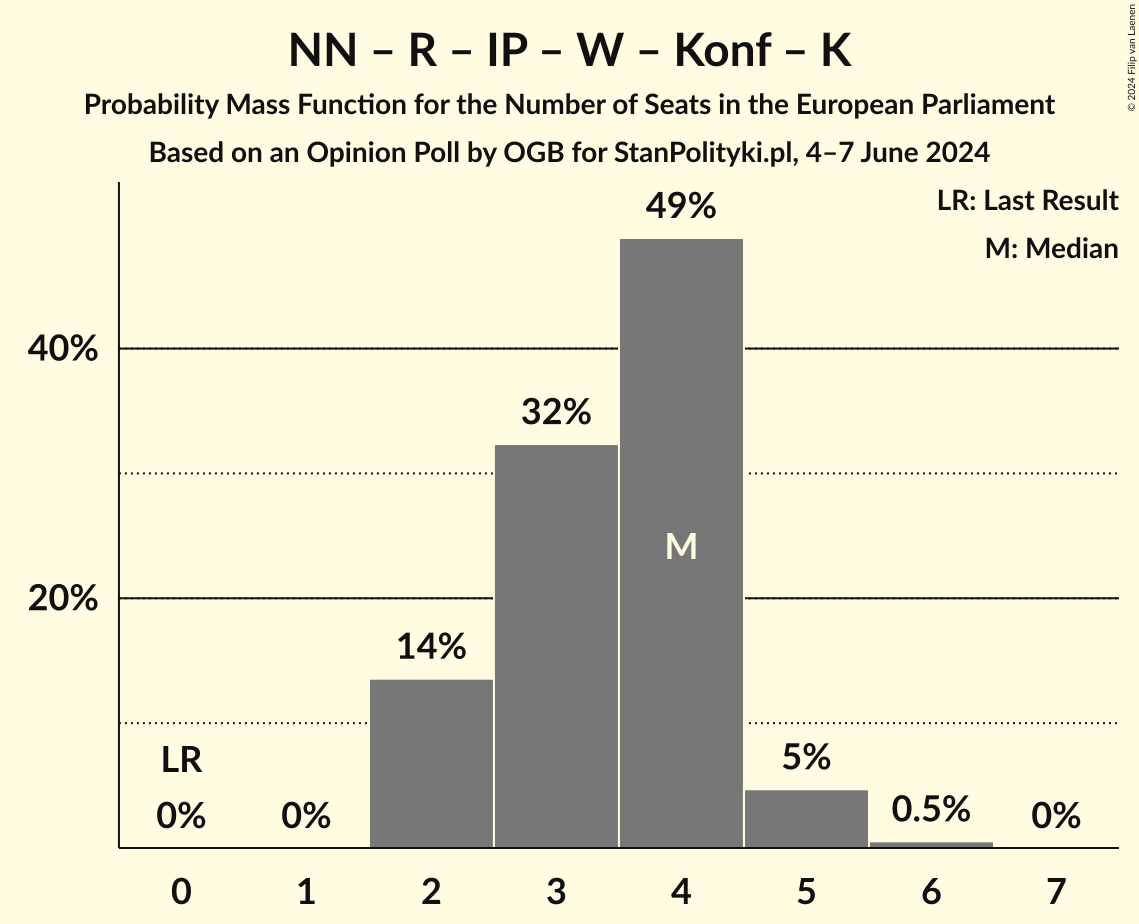 NN – R – IP – W – Konf – K
Probability Mass Function for the Number of Seats in the European Parliament
Based on an Opinion Poll by OGB for StanPolityki.pl, 4–7 June 2024
© 2024 Filip van Laenen
LR: Last Result
M: Median
49%
40%
32%
M
20%
14%
LR
5%
0%
0%
0.5%
0%
0 1 2 3 4 5 6 7